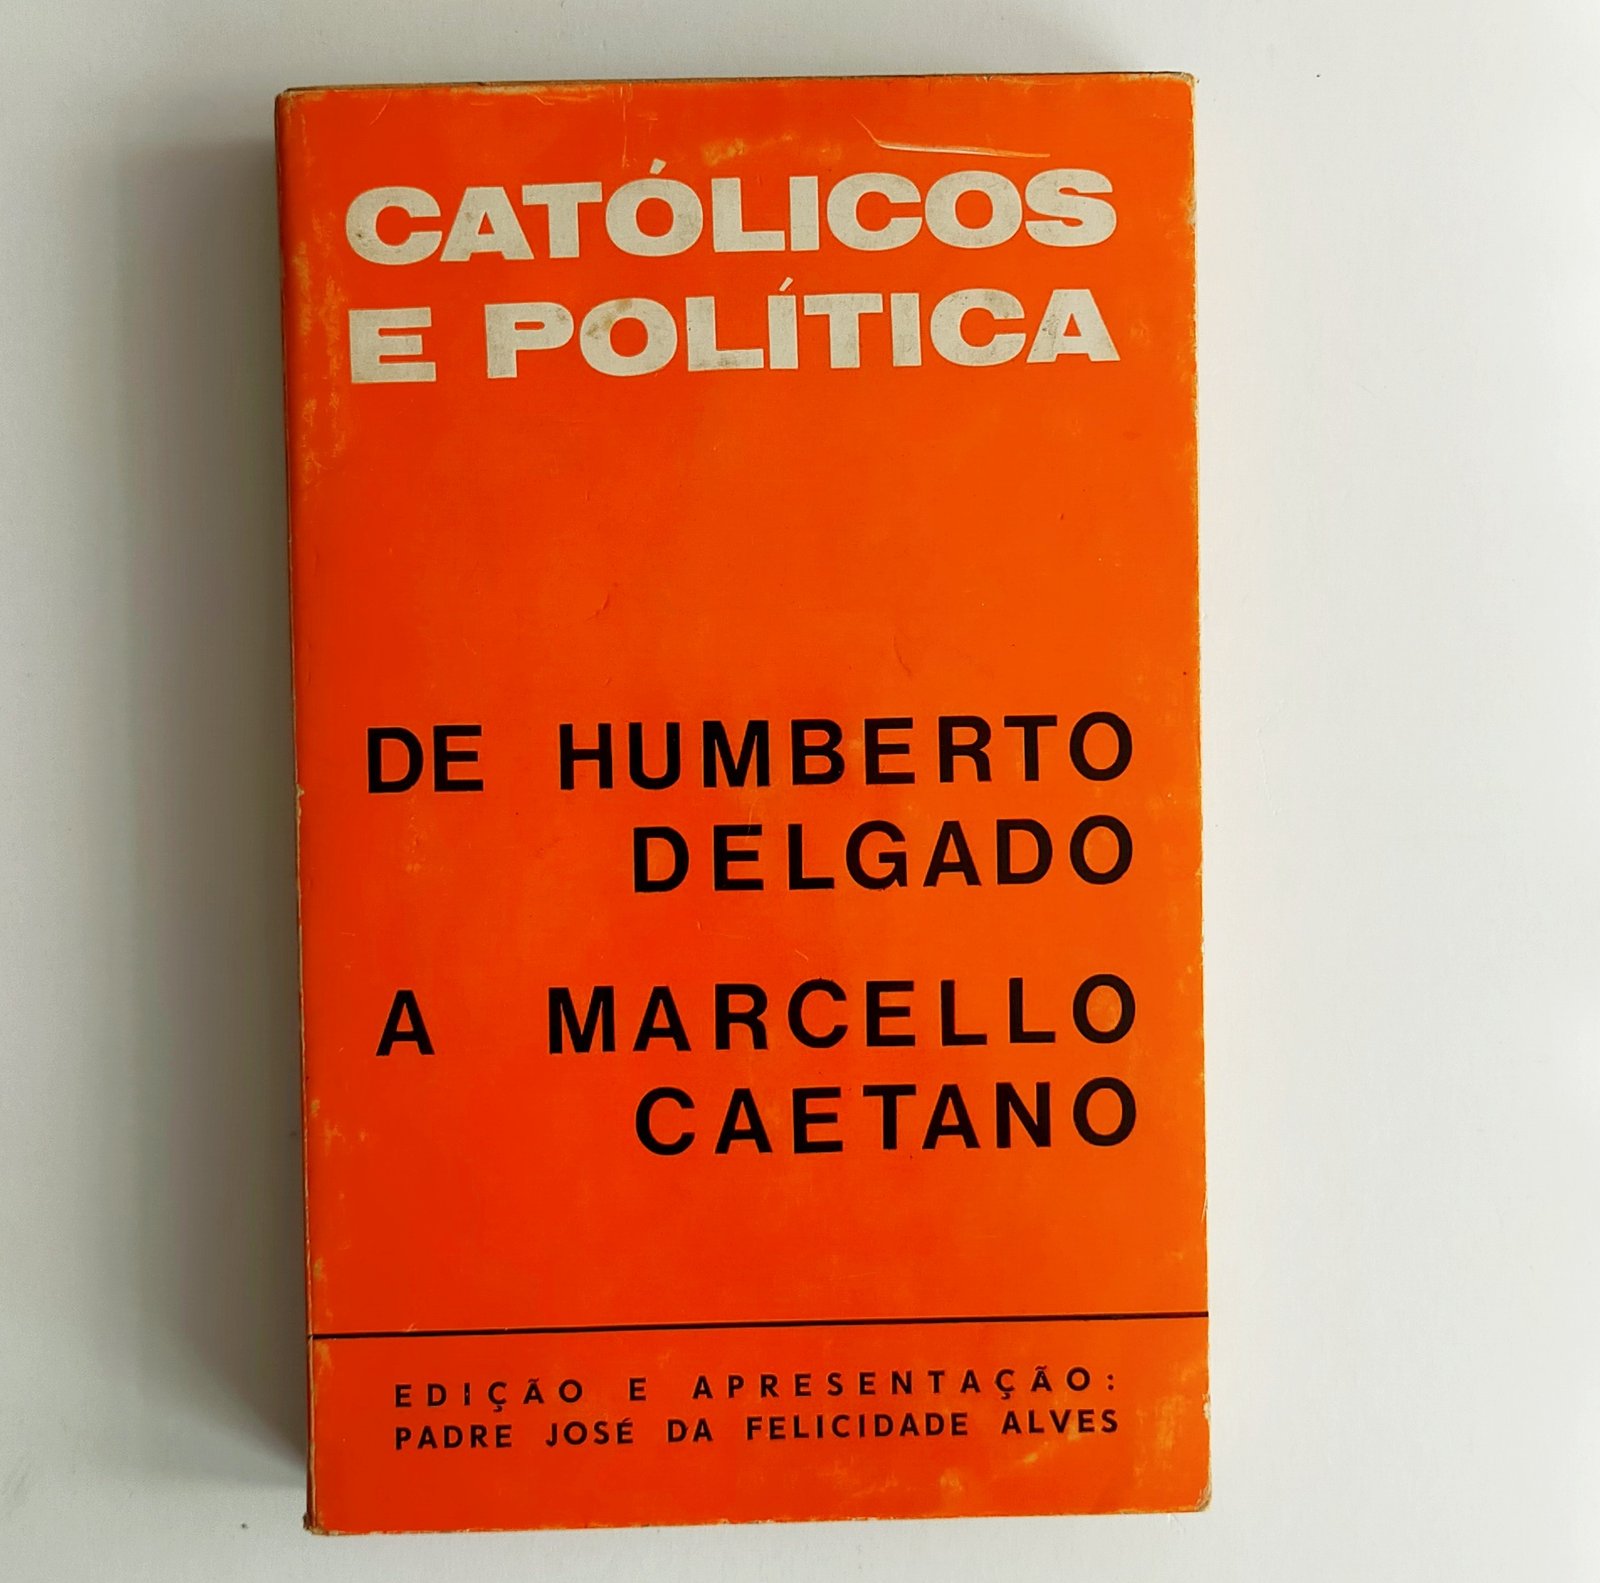 CATÓLICOS
E POLÍTICA
DE HUMBERTO
DELGADO
A MARCELLO
CAETANO
EDIÇÃO E APRESENTAÇÃO:
PADRE JOSÉ DA FELICIDADE ALVES